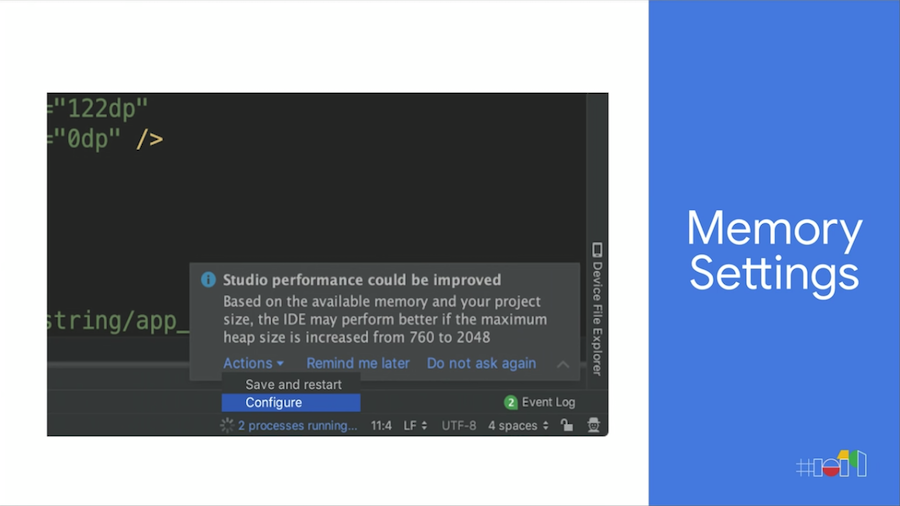 ="122dp"
="0dp" />
Studio performance could be improved
Based on the available memory and your project
size, the IDE may perform better if the maximum
heap size is increased from 760 to 2048
string/app_
Actions
Remind me later
Do not ask again
Save and restart
Configure
2 Event Log
2 processes running...
11:4
LF
UTF-8
4 spaces
Device File Explorer
Memory
Settings
#io19